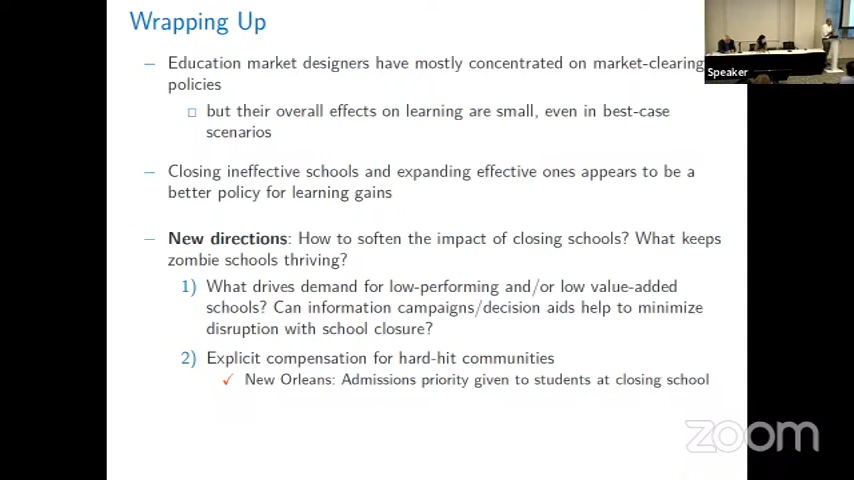 Wrapping Up
– Education market designers have mostly concentrated on market-clearing
policies
□ but their overall effects on learning are small, even in best-case
scenarios
– Closing ineffective schools and expanding effective ones appears to be a
better policy for learning gains
– New directions: How to soften the impact of closing schools? What keeps
zombie schools thriving?
1) What drives demand for low-performing and/or low value-added
schools? Can information campaigns/decision aids help to minimize
disruption with school closure?
2) Explicit compensation for hard-hit communities
✓ New Orleans: Admissions priority given to students at closing school
Speaker
zoom